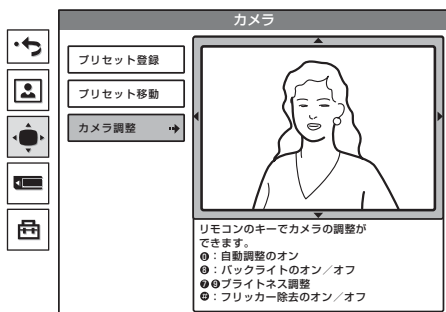 カメラ
プリセット登録
プリセット移動
カメラ調整
リモコンのキーでカメラの調整が
できます。
⓿：自動調整のオン
❽：バックライトのオン／オフ
❼❾ブライトネス調整
#：フリッカー除去のオン／オフ